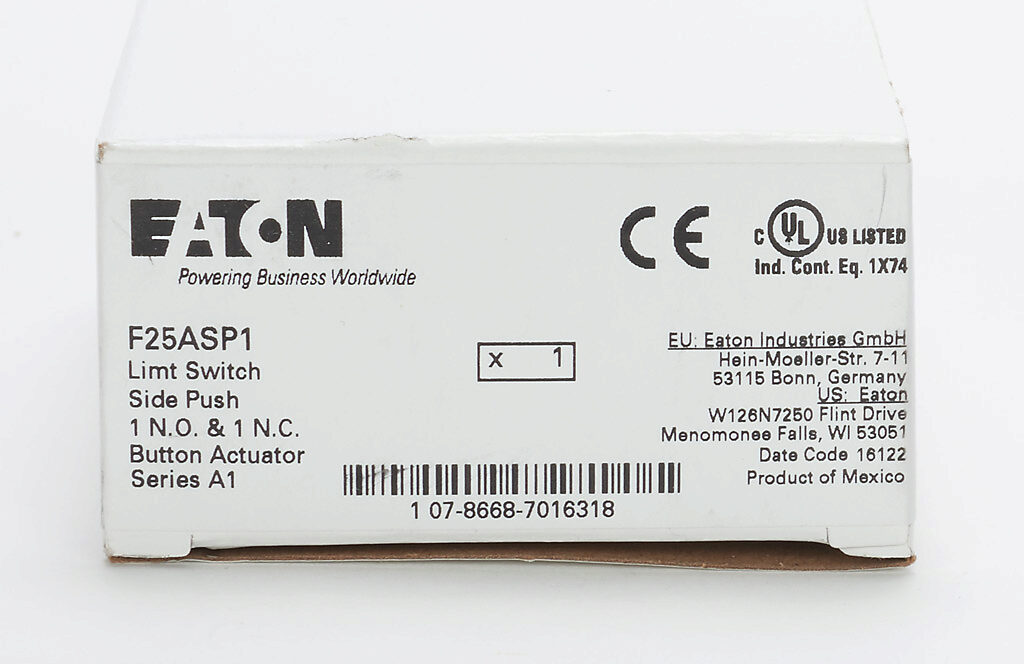 EATON
Powering Business Worldwide
CE
C UL US LISTED
Ind. Cont. Eq. 1X74
F25ASP1
Limt Switch
Side Push
1 N.O. & 1 N.C.
Button Actuator
Series A1
x 1
EU: Eaton Industries GmbH
Hein-Moeller-Str. 7-11
53115 Bonn, Germany
US: Eaton
W126N7250 Flint Drive
Menomonee Falls, WI 53051
Date Code 16122
Product of Mexico
1 07-8668-7016318